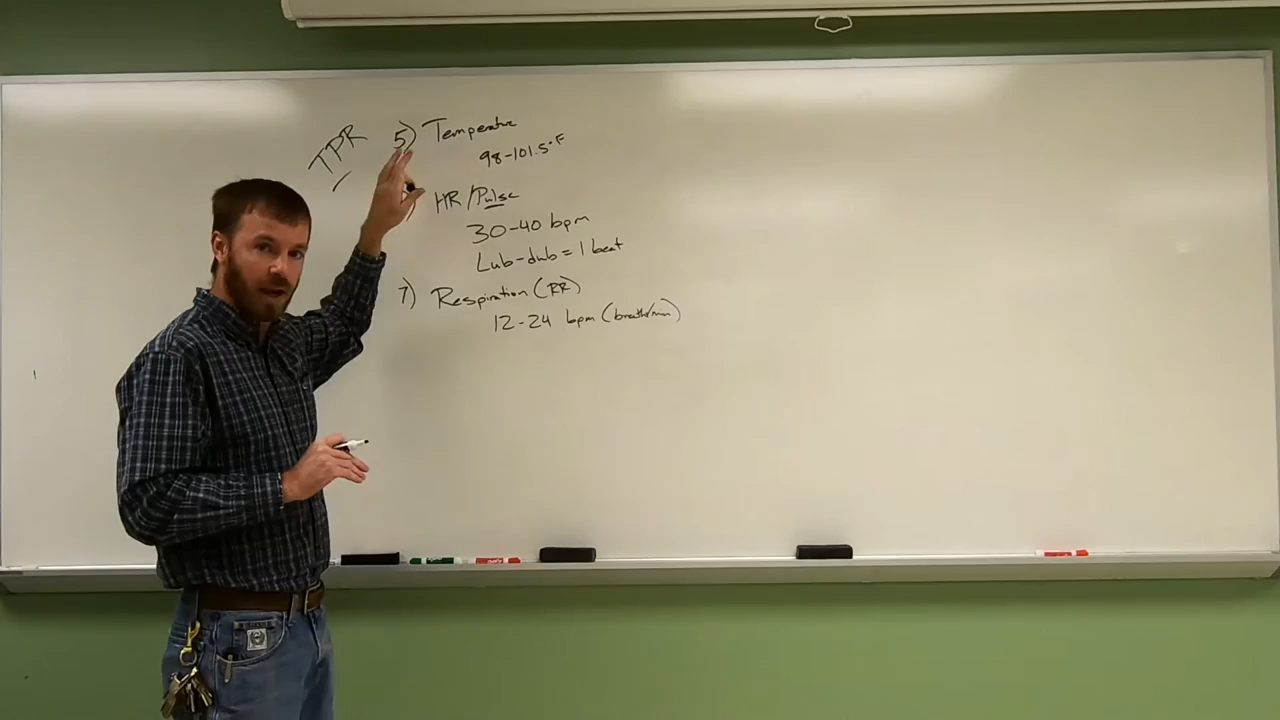 TPR
5) Temperature
98-101.5°F
HR/Pulse
30-40 bpm
Lub-dub = 1 beat
7) Respiration (RR)
12-24 bpm (breaths/min)